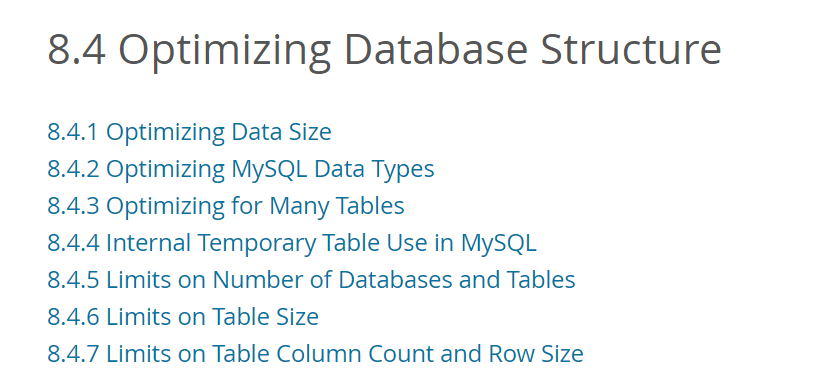 8.4 Optimizing Database Structure
8.4.1 Optimizing Data Size
8.4.2 Optimizing MySQL Data Types
8.4.3 Optimizing for Many Tables
8.4.4 Internal Temporary Table Use in MySQL
8.4.5 Limits on Number of Databases and Tables
8.4.6 Limits on Table Size
8.4.7 Limits on Table Column Count and Row Size